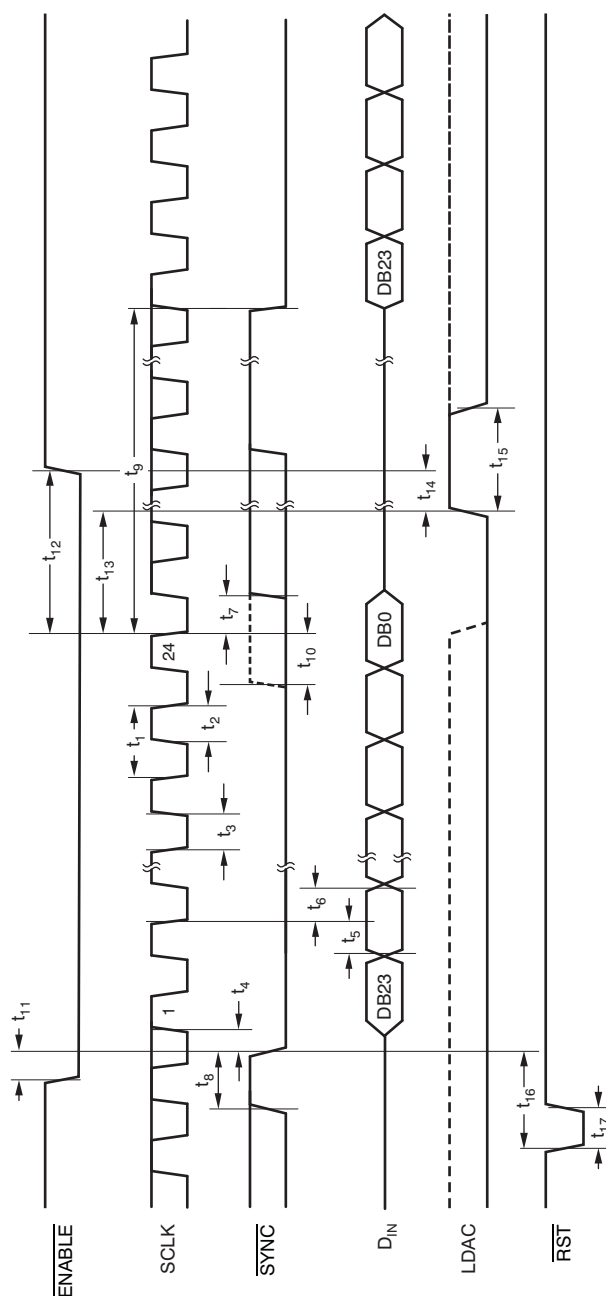 ENABLE
SCLK
SYNC
DIN
LDAC
RST
t11
t12
t13
t9
1
24
t1
t2
t3
t4
t8
t7
t10
t5
t6
DB23
DB0
DB23
t14
t15
t16
t17